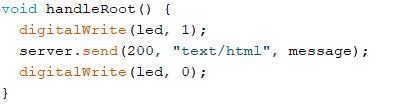 void handleRoot() {
  digitalWrite(led, 1);
  server.send(200, "text/html", message);
  digitalWrite(led, 0);
}